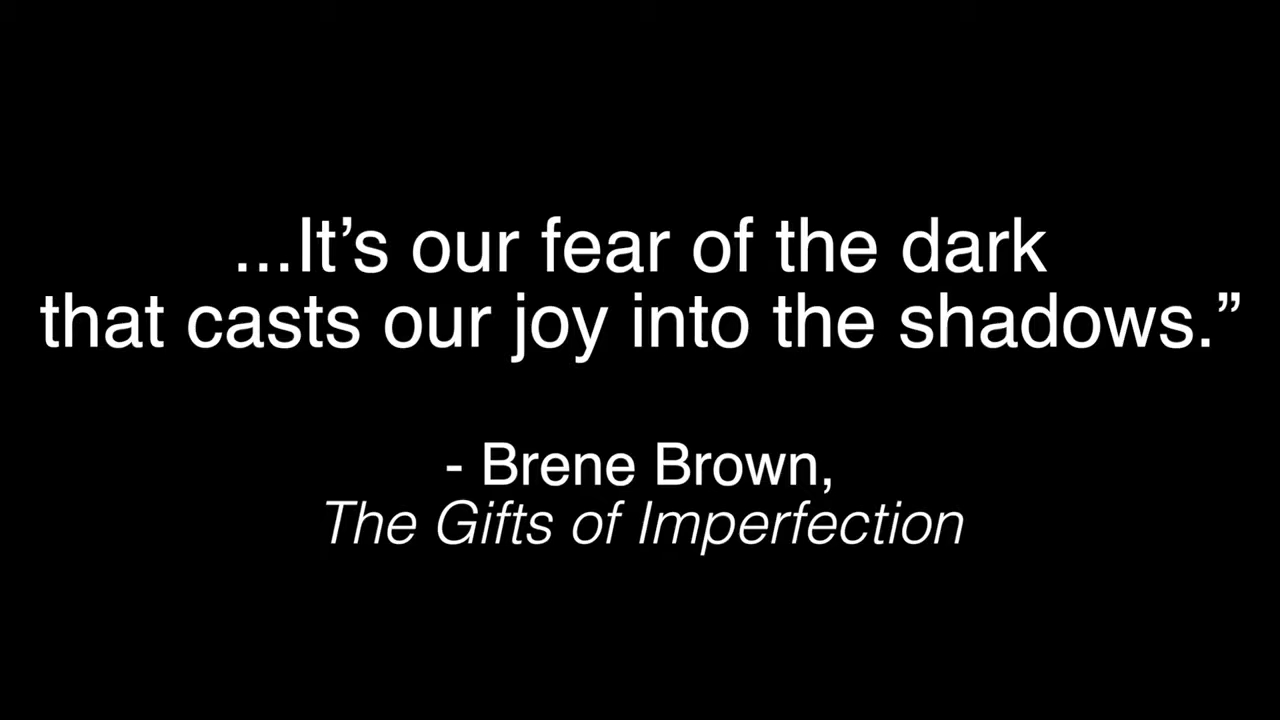 ...It’s our fear of the dark
that casts our joy into the shadows.”
- Brene Brown,
The Gifts of Imperfection